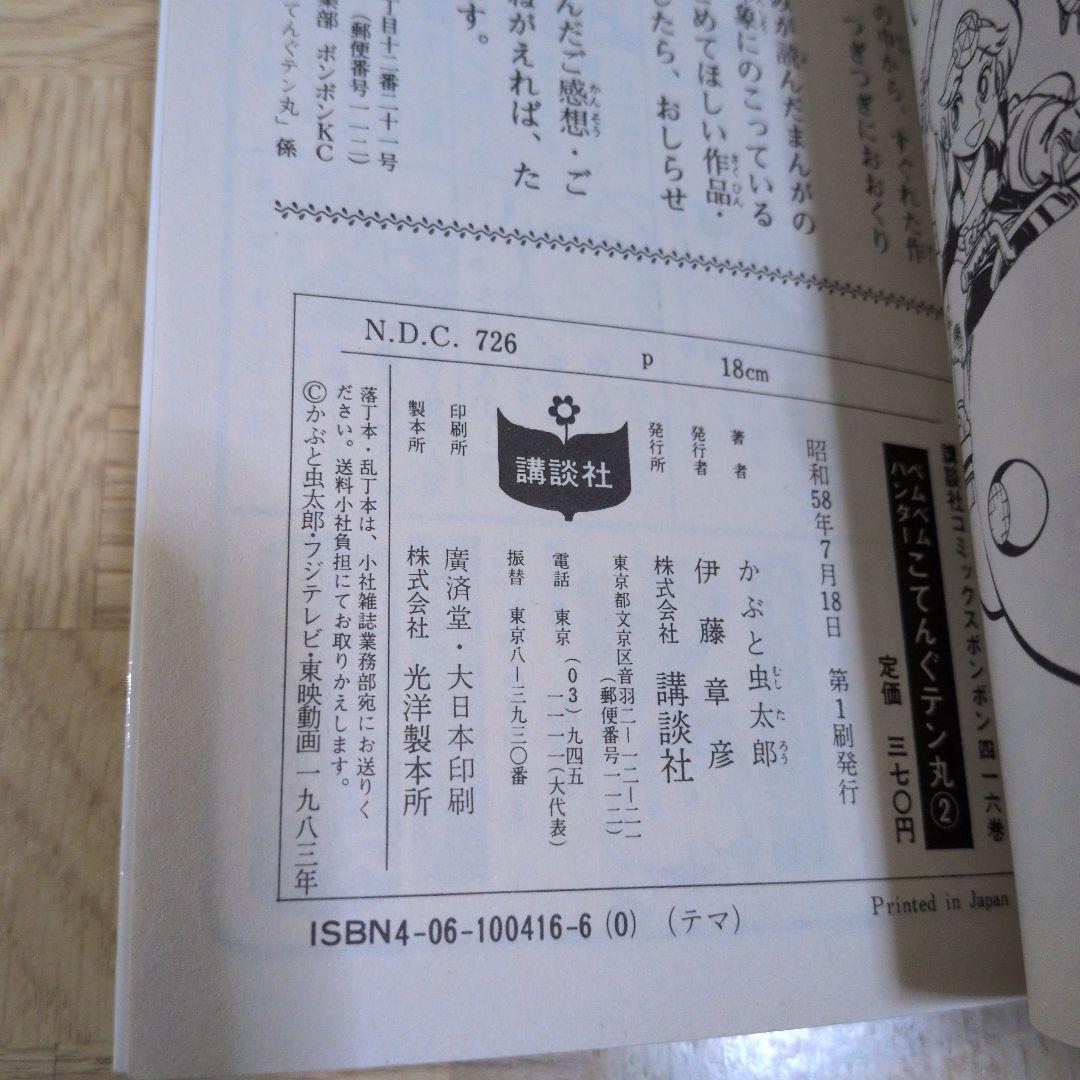 の中から、すぐれた作
つぎつぎにおおくり
が読んだまんがの
象にのこっている
めてほしい作品・
したら、おしらせ
んだご感想・ご
ねがえれば、た
す。
丁目十二番二十一号
(郵便番号一一二)
集部 ボンボンKC
てんぐテン丸」係
N.D.C. 726 p 18cm
講談社コミックスボンボン四一六巻
ベムベムハンター こてんぐテン丸②
定価 三七〇円
昭和58年7月18日 第1刷発行
著者 かぶと虫太郎
発行者 伊藤章彦
発行所 株式会社 講談社
東京都文京区音羽二ー一二ー二一
(郵便番号一一二)
電話 東京(03)九四五
一一一一(大代表)
振替 東京八ー三九三〇番
講談社
印刷所 廣済堂・大日本印刷
製本所 株式会社 光洋製本所
落丁本・乱丁本は、小社雑誌業務部宛にお送りく
ださい。送料小社負担にてお取りかえします。
©かぶと虫太郎・フジテレビ・東映動画 一九八三年
ISBN4-06-100416-6 (0) (テマ)
Printed in Japan